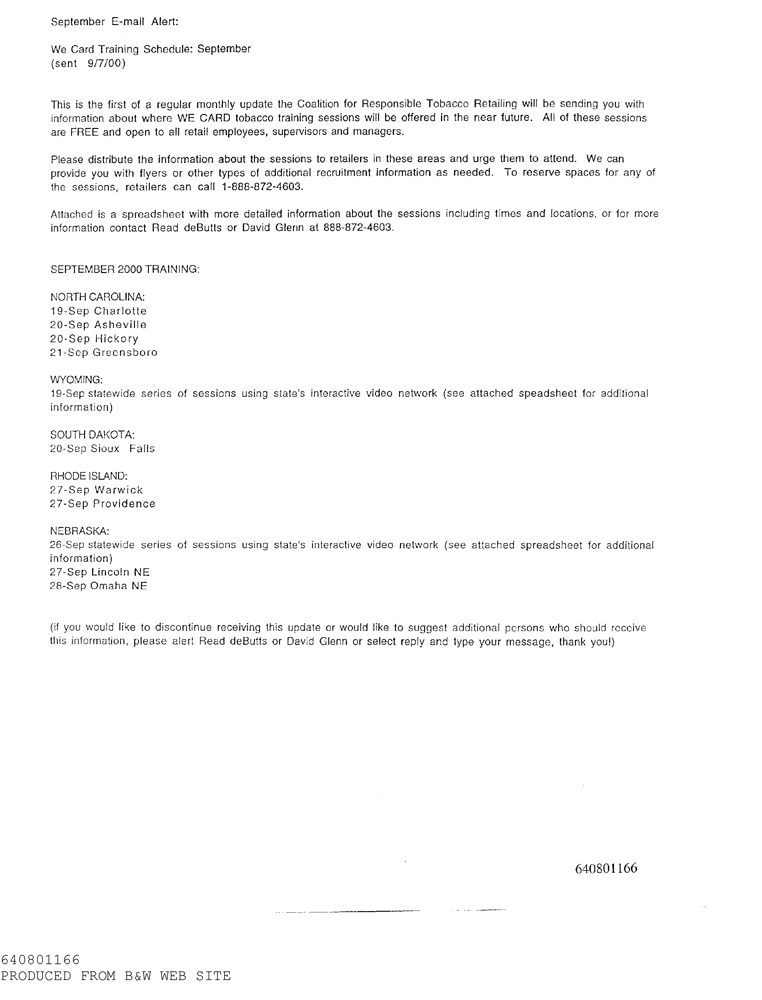 September E-mail Alert:
We Card Training Schedule: September
(sent 9/7/00)
This is the first of a regular monthly update the Coalition for Responsible Tobacco Retailing will be sending you with
information about where WE CARD tobacco training sessions will be offered in the near future. All of these sessions
are FREE and open to all retail employees, supervisors and managers.
Please distribute the information about the sessions to retailers in these areas and urge them to attend. We can
provide you with flyers or other types of additional recruitment information as needed. To reserve spaces for any of
the sessions, retailers can call 1-888-872-4603.
Attached is a spreadsheet with more detailed information about the sessions including times and locations, or for more
information contact Read deButts or David Glenn at 888-872-4603.
SEPTEMBER 2000 TRAINING:
NORTH CAROLINA:
19-Sep Charlotte
20-Sep Asheville
20-Sep Hickory
21-Sep Greensboro
WYOMING:
19-Sep statewide series of sessions using state's interactive video network (see attached speadsheet for additional
information)
SOUTH DAKOTA:
20-Sep Sioux Falls
RHODE ISLAND:
27-Sep Warwick
27-Sep Providence
NEBRASKA:
26-Sep statewide series of sessions using state's interactive video network (see attached spreadsheet for additional
information)
27-Sep Lincoln NE
28-Sep Omaha NE
(if you would like to discontinue receiving this update or would like to suggest additional persons who should receive
this information, please alert Read deButts or David Glenn or select reply and type your message, thank you!)
640801166
640801166
PRODUCED FROM B&W WEB SITE